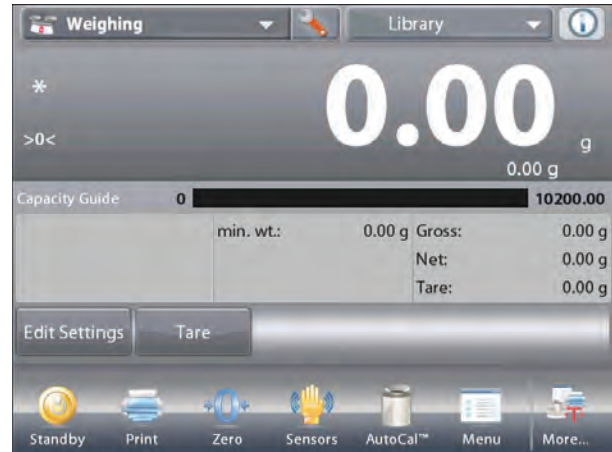 Weighing Library
*
>0<
0.00 g
0.00 g
Capacity Guide 0 10200.00
min. wt.: 0.00 g Gross: 0.00 g
Net: 0.00 g
Tare: 0.00 g
Edit Settings Tare
Standby Print Zero Sensors AutoCal™ Menu More...